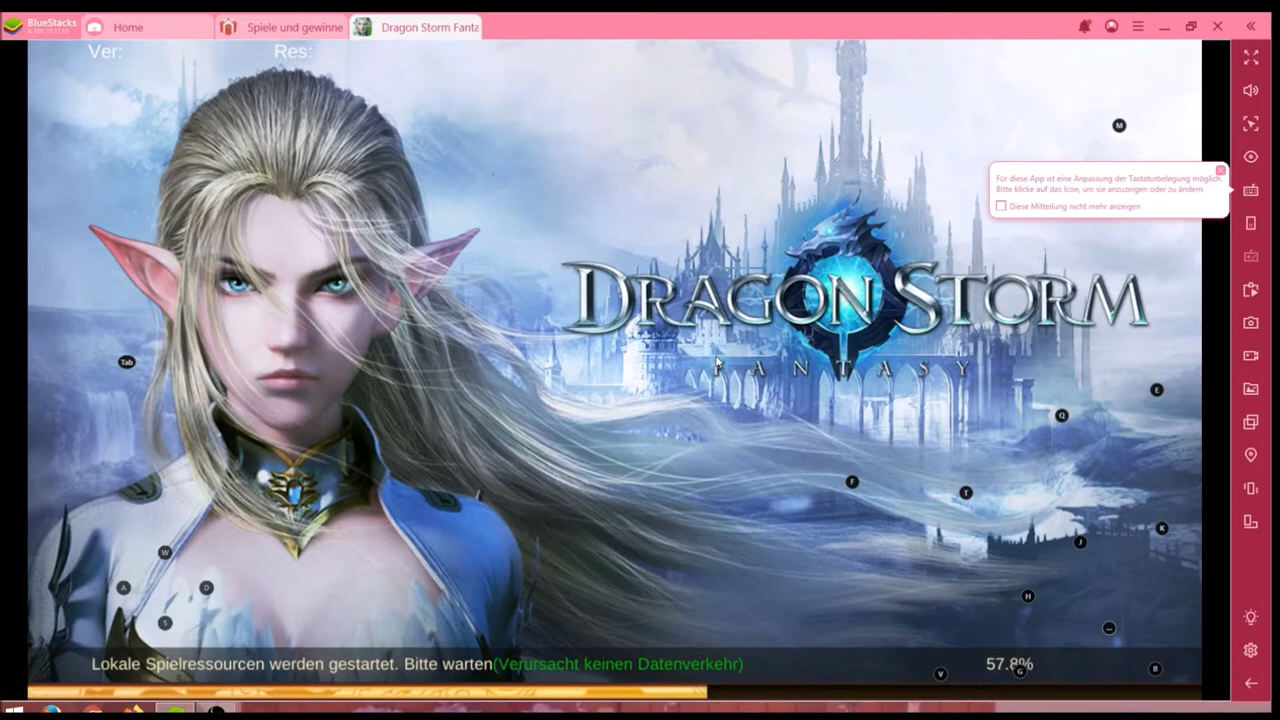 BlueStacks
Home
Spiele und gewinne
Dragon Storm Fanta
Ver:
Res:
M
Für diese App ist eine Anpassung der Tastaturbelegung möglich.
Bitte klicke auf das Icon, um sie anzuzeigen oder zu ändern
Diese Mitteilung nicht mehr anzeigen
DRAGON STORM
FANTASY
Tab
E
Q
F
T
K
J
W
A
D
H
S
Lokale Spielressourcen werden gestartet. Bitte warten(Verursacht keinen Datenverkehr)
57.8%
V
G
B